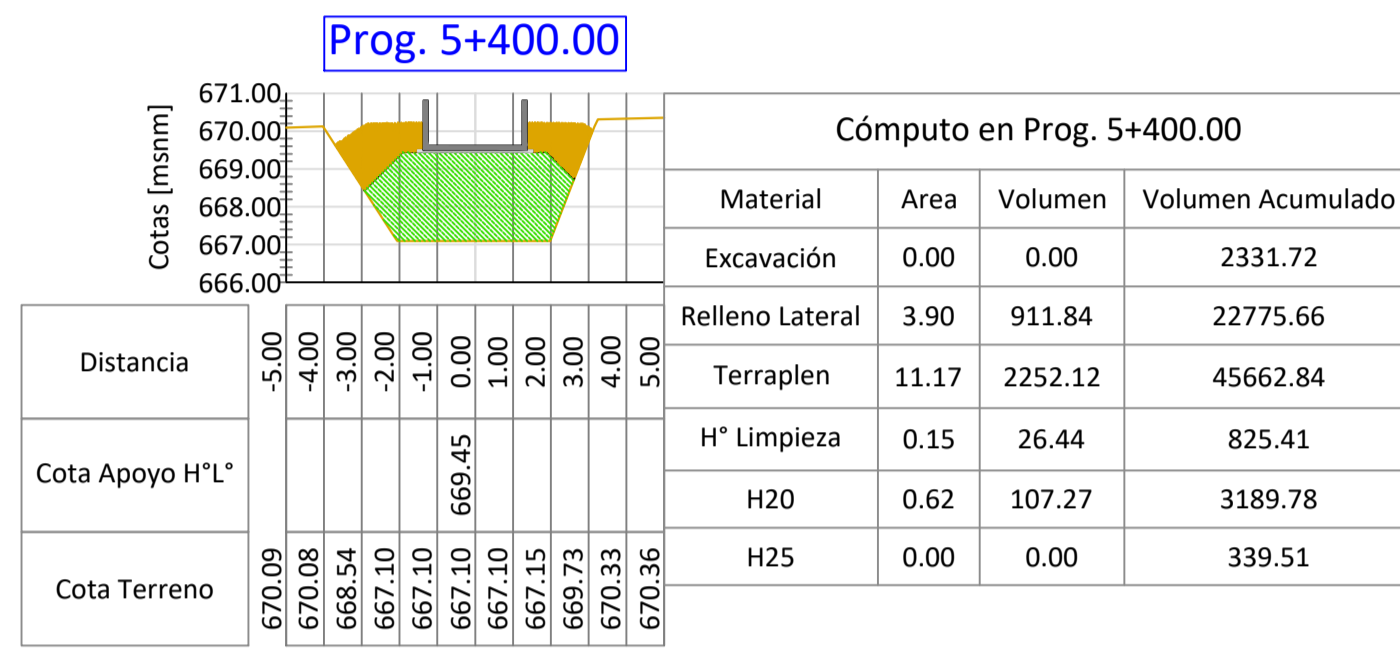 Prog. 5+400.00
Cotas [msnm]
671.00
670.00
669.00
668.00
667.00
666.00
Distancia
-5.00 -4.00 -3.00 -2.00 -1.00 0.00 1.00 2.00 3.00 4.00 5.00
Cota Apoyo H°L°
669.45
Cota Terreno
670.09 670.08 668.54 667.10 667.10 667.10 667.10 667.15 669.73 670.33 670.36
Cómputo en Prog. 5+400.00
Material Area Volumen Volumen Acumulado
Excavación 0.00 0.00 2331.72
Relleno Lateral 3.90 911.84 22775.66
Terraplen 11.17 2252.12 45662.84
H° Limpieza 0.15 26.44 825.41
H20 0.62 107.27 3189.78
H25 0.00 0.00 339.51